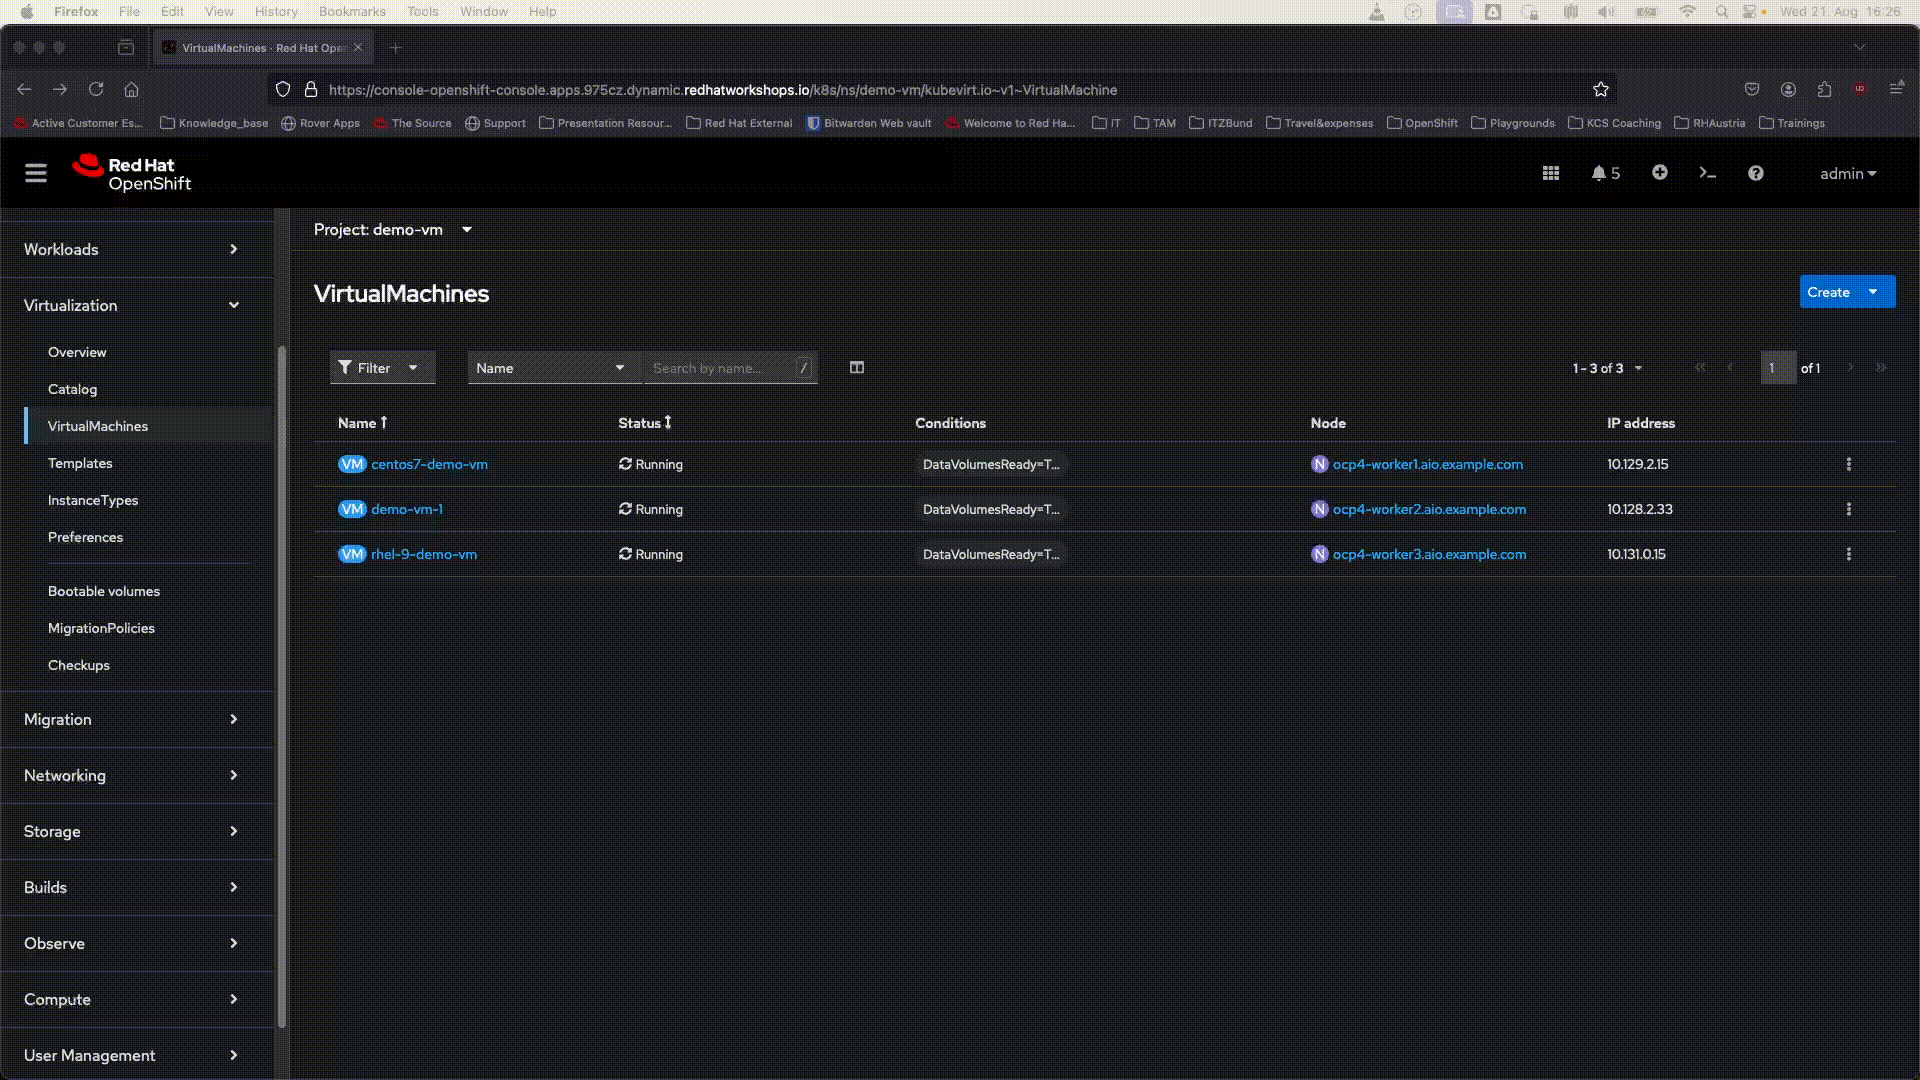 Firefox File Edit View History Bookmarks Tools Window Help Wed 21. Aug 16:26
VirtualMachines · Red Hat Open
https://console-openshift-console.apps.975cz.dynamic.redhatworkshops.io/k8s/ns/demo-vm/kubevirt.io~v1~VirtualMachine
Active Customer Es... Knowledge_base Rover Apps The Source Support Presentation Resour... Red Hat External Bitwarden Web vault Welcome to Red Ha... IT TAM ITZBund Travel&expenses OpenShift Playgrounds KCS Coaching RHAustria Trainings
Red Hat
OpenShift
5
admin
Project: demo-vm
Workloads
Virtualization
Overview
Catalog
VirtualMachines
Templates
InstanceTypes
Preferences
Bootable volumes
MigrationPolicies
Checkups
Migration
Networking
Storage
Builds
Observe
Compute
User Management
VirtualMachines
Create
Filter Name Search by name... / 1 - 3 of 3 1 of 1
Name Status Conditions Node IP address
VM centos7-demo-vm Running DataVolumesReady=T... N ocp4-worker1.aio.example.com 10.129.2.15
VM demo-vm-1 Running DataVolumesReady=T... N ocp4-worker2.aio.example.com 10.128.2.33
VM rhel-9-demo-vm Running DataVolumesReady=T... N ocp4-worker3.aio.example.com 10.131.0.15